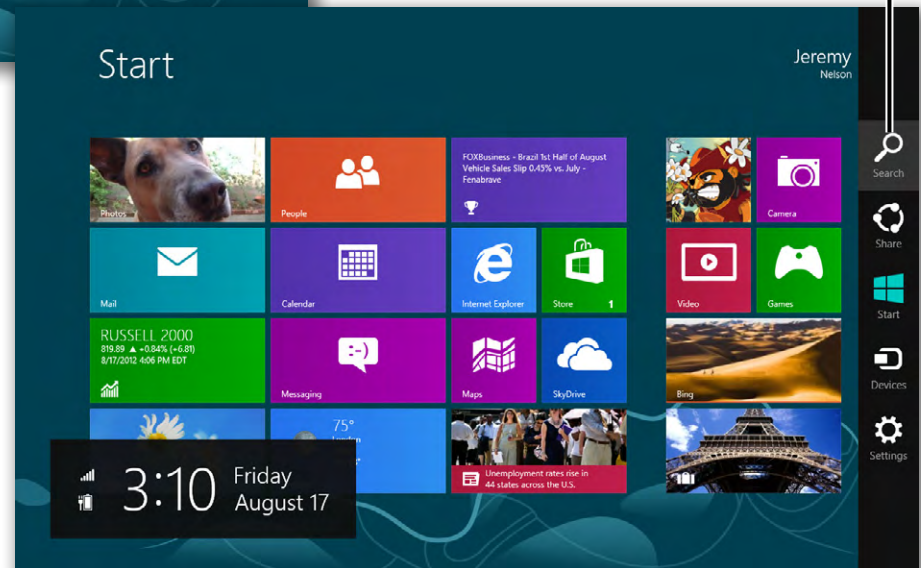 Start
Jeremy
Nelson
Photos
People
FOXBusiness - Brazil 1st Half of August
Vehicle Sales Slip 0.45% vs. July -
Fenabrave
Camera
Search
Mail
Calendar
Internet Explorer
Store
1
Video
Games
Share
RUSSELL 2000
819.89 ▲ +0.84% (+6.81)
8/17/2012 4:06 PM EDT
:-)
Messaging
Maps
SkyDrive
Bing
Start
Devices
75°
London
Unemployment rates rise in
44 states across the U.S.
Settings
3:10
Friday
August 17